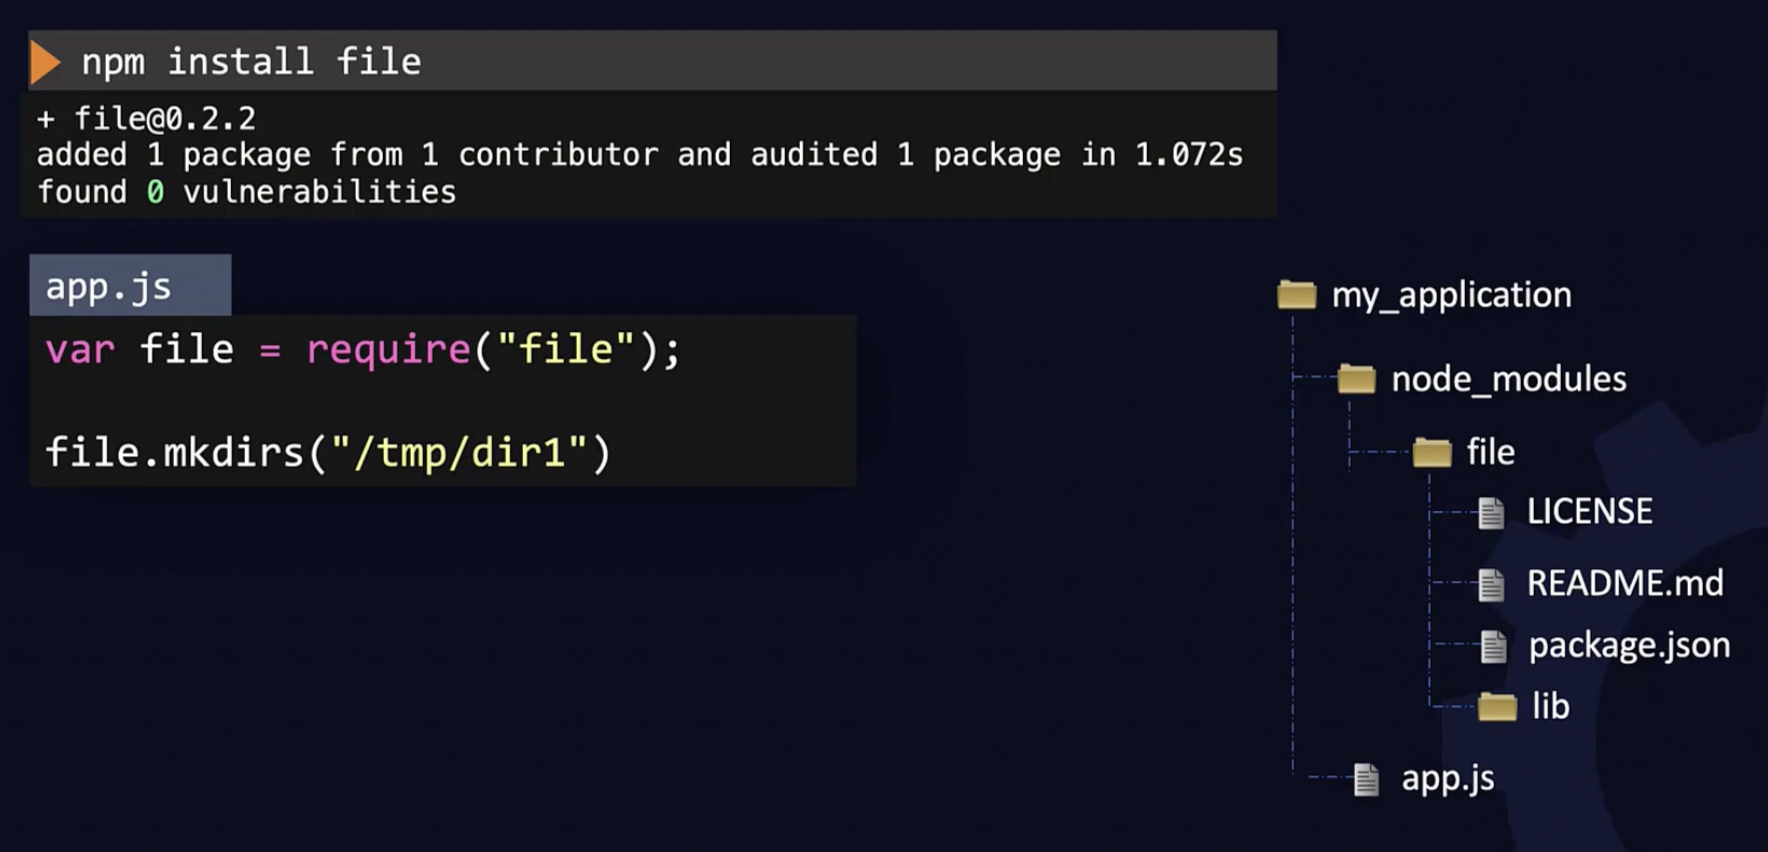 npm install file
+ file@0.2.2
added 1 package from 1 contributor and audited 1 package in 1.072s
found 0 vulnerabilities
app.js
var file = require("file");
file.mkdirs("/tmp/dir1")
my_application
node_modules
file
LICENSE
README.md
package.json
lib
app.js